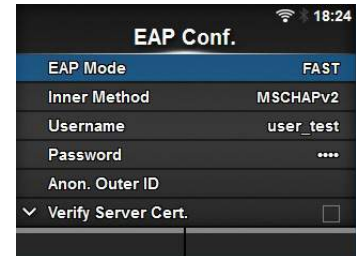 18:24
EAP Conf.
EAP Mode FAST
Inner Method MSCHAPv2
Username user_test
Password ••••
Anon. Outer ID
Verify Server Cert.